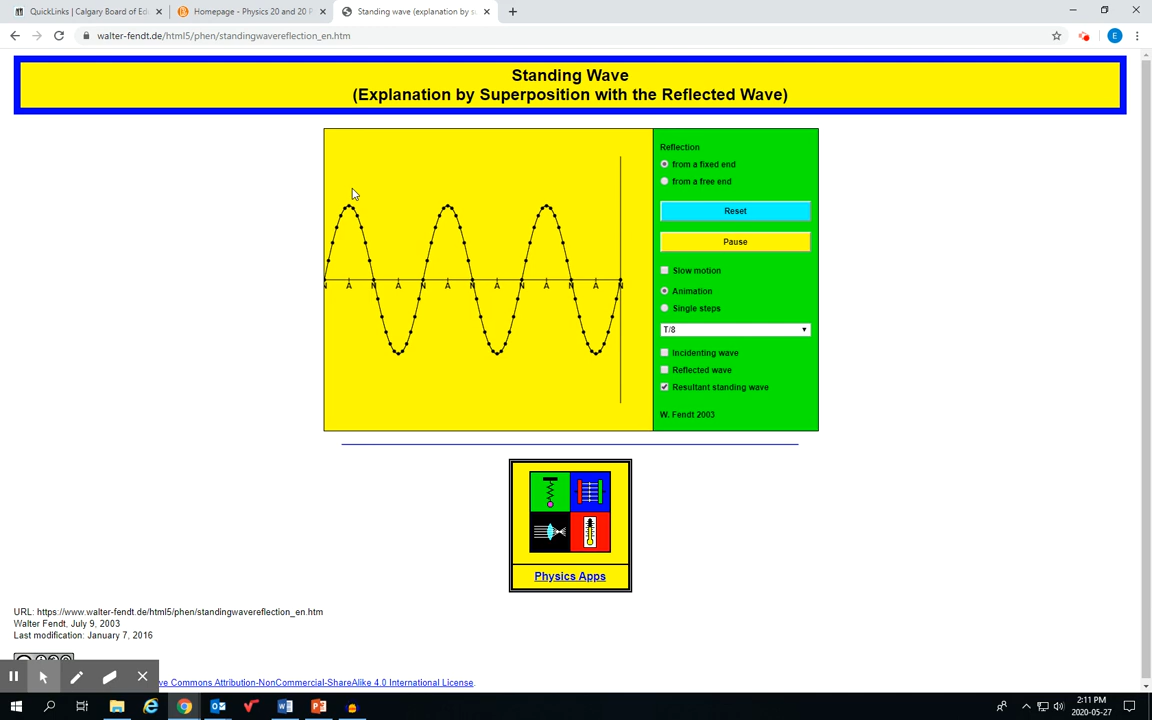 QuickLinks | Calgary Board of Ed
Homepage - Physics 20 and 20 P
Standing wave (explanation by s
walter-fendt.de/html5/phen/standingwavereflection_en.htm
E
Standing Wave
(Explanation by Superposition with the Reflected Wave)
N A N A N A N A N A N A N
Reflection
from a fixed end
from a free end
Reset
Pause
Slow motion
Animation
Single steps
T/8
Incidenting wave
Reflected wave
Resultant standing wave
W. Fendt 2003
Physics Apps
URL: https://www.walter-fendt.de/html5/phen/standingwavereflection_en.htm
Walter Fendt, July 9, 2003
Last modification: January 7, 2016
ve Commons Attribution-NonCommercial-ShareAlike 4.0 International License.
2:11 PM
2020-05-27